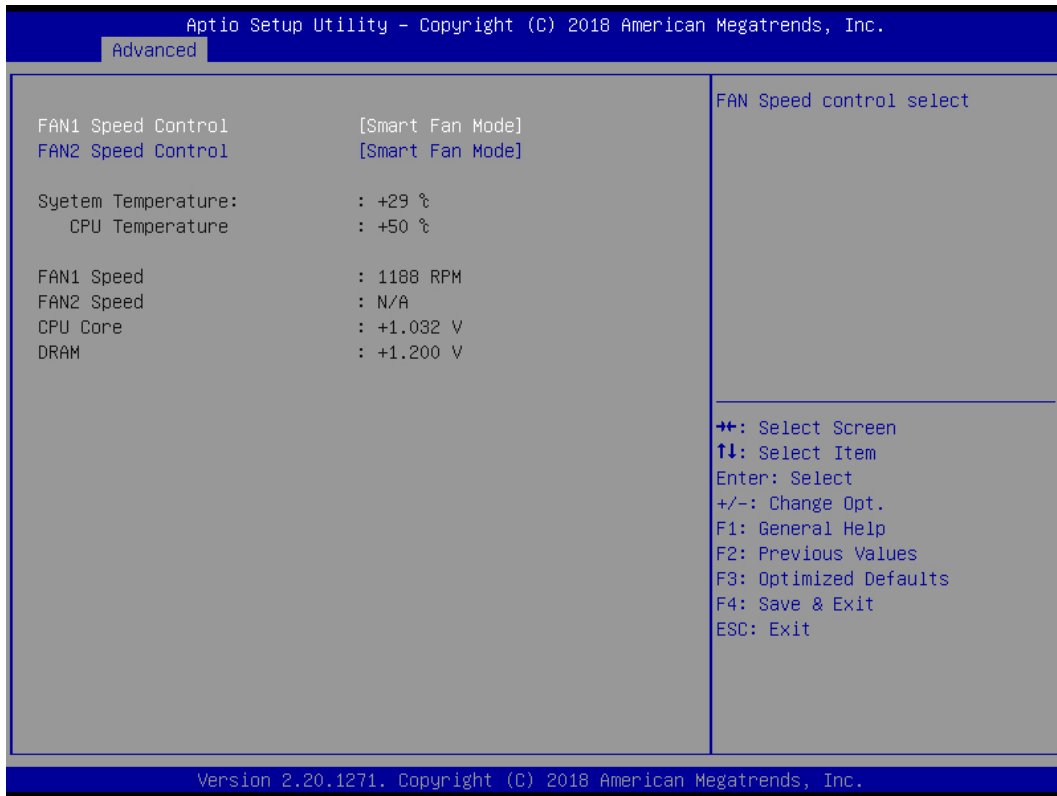 Aptio Setup Utility – Copyright (C) 2018 American Megatrends, Inc.
Advanced
FAN1 Speed Control [Smart Fan Mode]
FAN2 Speed Control [Smart Fan Mode]
Syetem Temperature: : +29 ℃
CPU Temperature : +50 ℃
FAN1 Speed : 1188 RPM
FAN2 Speed : N/A
CPU Core : +1.032 V
DRAM : +1.200 V
FAN Speed control select
→←: Select Screen
↑↓: Select Item
Enter: Select
+/-: Change Opt.
F1: General Help
F2: Previous Values
F3: Optimized Defaults
F4: Save & Exit
ESC: Exit
Version 2.20.1271. Copyright (C) 2018 American Megatrends, Inc.